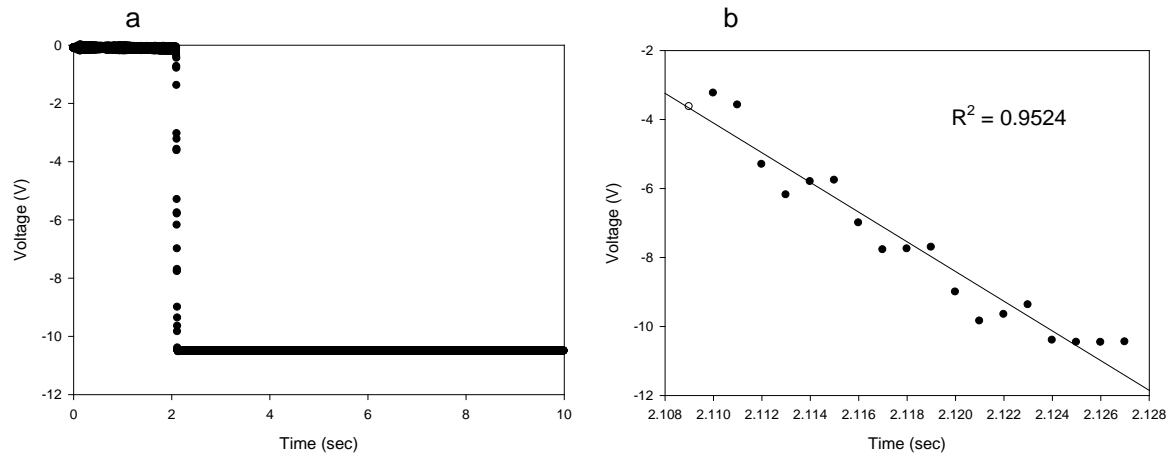 a
0
-2
-4
-6
-8
-10
-12
Voltage (V)
0 2 4 6 8 10
Time (sec)
b
-2
-4
-6
-8
-10
-12
Voltage (V)
R² = 0.9524
2.108 2.110 2.112 2.114 2.116 2.118 2.120 2.122 2.124 2.126 2.128
Time (sec)